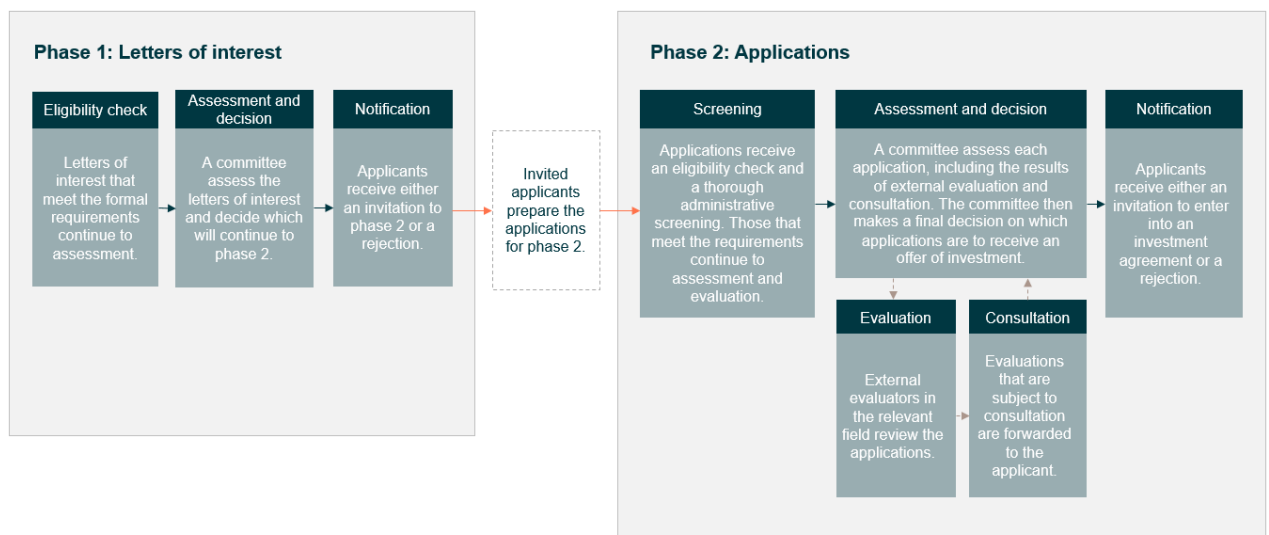 Phase 1: Letters of interest
Eligibility check
Letters of
interest that
meet the formal
requirements
continue to
assessment.
Assessment and
decision
A committee
assess the
letters of interest
and decide which
will continue to
phase 2.
Notification
Applicants
receive either
an invitation to
phase 2 or a
rejection.
Invited
applicants
prepare the
applications
for phase 2.
Phase 2: Applications
Screening
Applications receive
an eligibility check and
a thorough
administrative
screening. Those that
meet the requirements
continue to
assessment and
evaluation.
Assessment and decision
A committee assess each
application, including the results
of external evaluation and
consultation. The committee then
makes a final decision on which
applications are to receive an
offer of investment.
Evaluation
External
evaluators in
the relevant
field review the
applications.
Consultation
Evaluations
that are
subject to
consultation
are forwarded
to the
applicant.
Notification
Applicants
receive either an
invitation to enter
into an
investment
agreement or a
rejection.